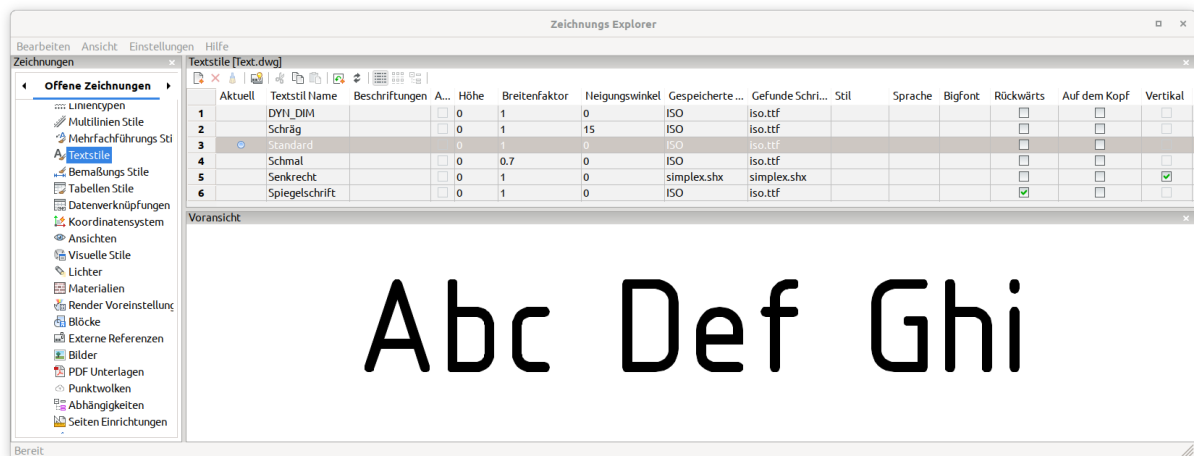 Zeichnungs Explorer
Bearbeiten Ansicht Einstellungen Hilfe
Zeichnungen
Offene Zeichnungen
Linientypen
Multilinien Stile
Mehrfachführungs Sti
Textstile
Bemaßungs Stile
Tabellen Stile
Datenverknüpfungen
Koordinatensystem
Ansichten
Visuelle Stile
Lichter
Materialien
Render Voreinstellung
Blöcke
Externe Referenzen
Bilder
PDF Unterlagen
Punktwolken
Abhängigkeiten
Seiten Einrichtungen
Textstile [Text.dwg]
Aktuell Textstil Name Beschriftungen A... Höhe Breitenfaktor Neigungswinkel Gespeicherte ... Gefunde Schri... Stil Sprache Bigfont Rückwärts Auf dem Kopf Vertikal
1 DYN_DIM 0 1 0 ISO iso.ttf
2 Schräg 0 1 15 ISO iso.ttf
3 Standard 0 1 0 ISO iso.ttf
4 Schmal 0 0.7 0 ISO iso.ttf
5 Senkrecht 0 1 0 simplex.shx simplex.shx
6 Spiegelschrift 0 1 0 ISO iso.ttf
Voransicht
Abc Def Ghi
Bereit